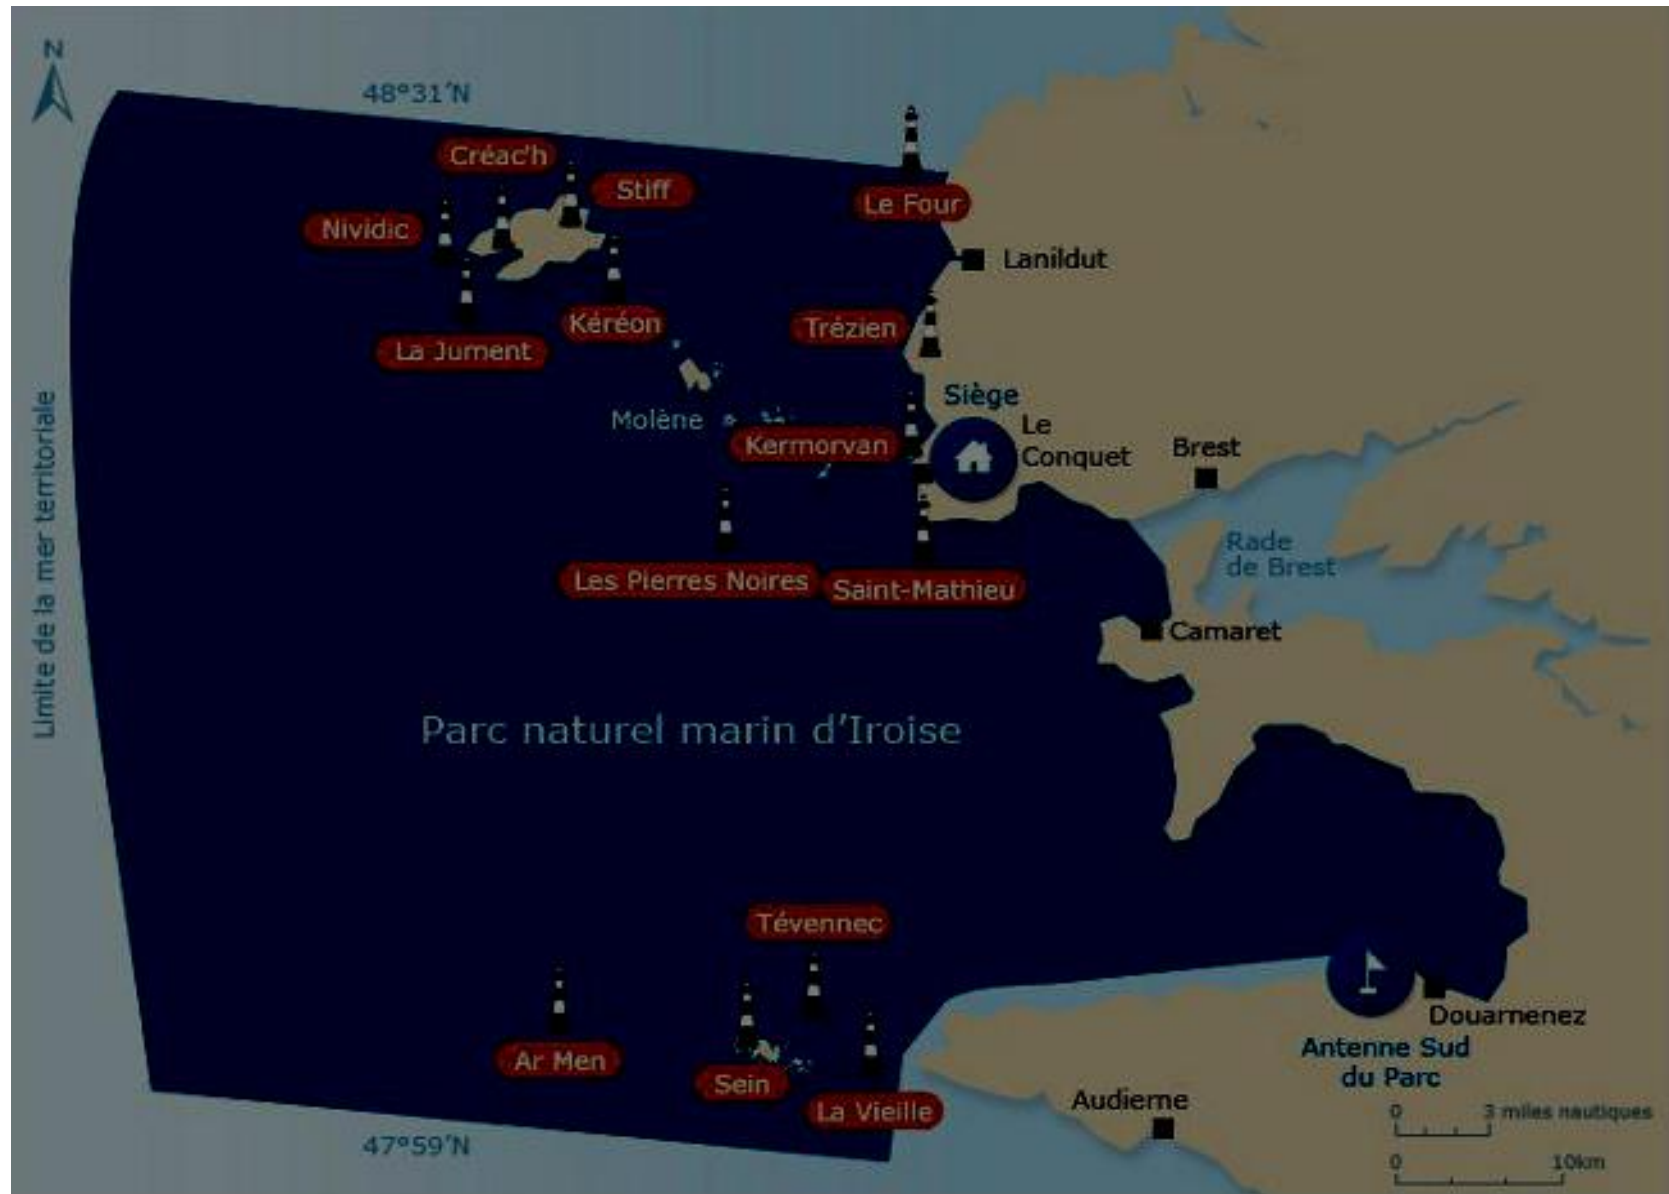 N
48°31'N
Créac'h
Stiff
Le Four
Nividic
Lanildut
Kéréon
Trézien
La Jument
Siège
Molène
Le
Conquet
Kermorvan
Brest
Rade
de Brest
Les Pierres Noires
Saint-Mathieu
Camaret
Limite de la mer territoriale
Parc naturel marin d'Iroise
Tévennec
Ar Men
Sein
La Vieille
Douarnenez
Antenne Sud
du Parc
Audierne
0 3 miles nautiques
47°59'N
0 10km